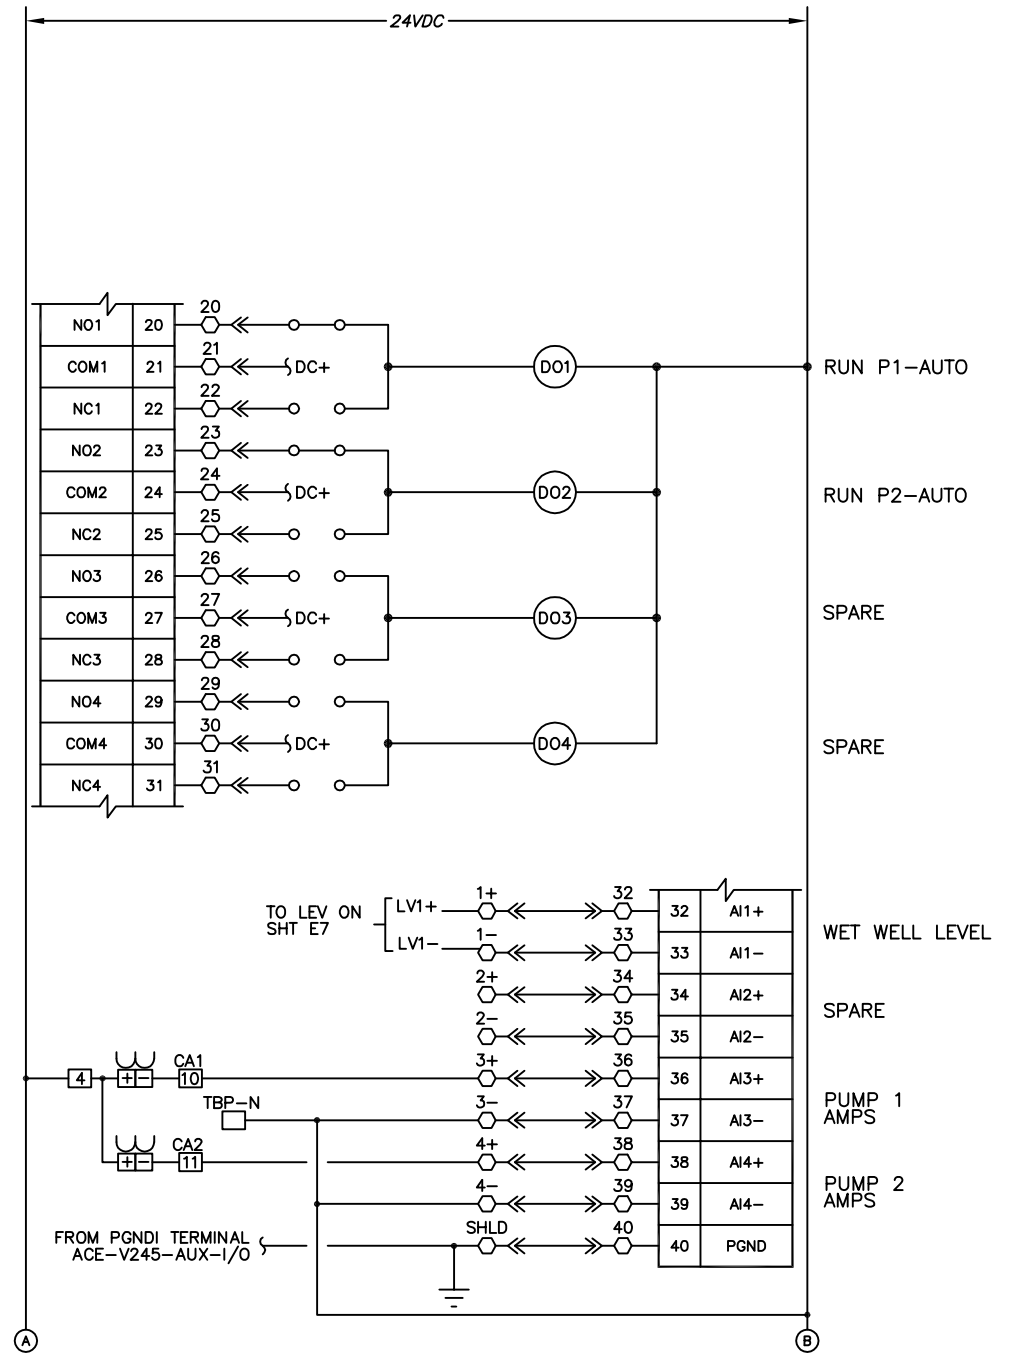 24VDC
20
NO1 20
21
COM1 21 DC+ DO1 RUN P1-AUTO
22
NC1 22
23
NO2 23
24
COM2 24 DC+ DO2 RUN P2-AUTO
25
NC2 25
26
NO3 26
27
COM3 27 DC+ DO3 SPARE
28
NC3 28
29
NO4 29
30
COM4 30 DC+ DO4 SPARE
31
NC4 31
TO LEV ON
SHT E7
LV1+
LV1-
1+ 32
32 AI1+
WET WELL LEVEL
1- 33
33 AI1-
2+ 34
34 AI2+
SPARE
2- 35
35 AI2-
CA1 3+ 36
4 + - 10 36 AI3+
PUMP 1
AMPS
TBP-N 3- 37
37 AI3-
CA2 4+ 38
+ - 11 38 AI4+
PUMP 2
AMPS
4- 39
39 AI4-
FROM PGNDI TERMINAL
ACE-V245-AUX-I/O
SHLD 40
40 PGND
A B